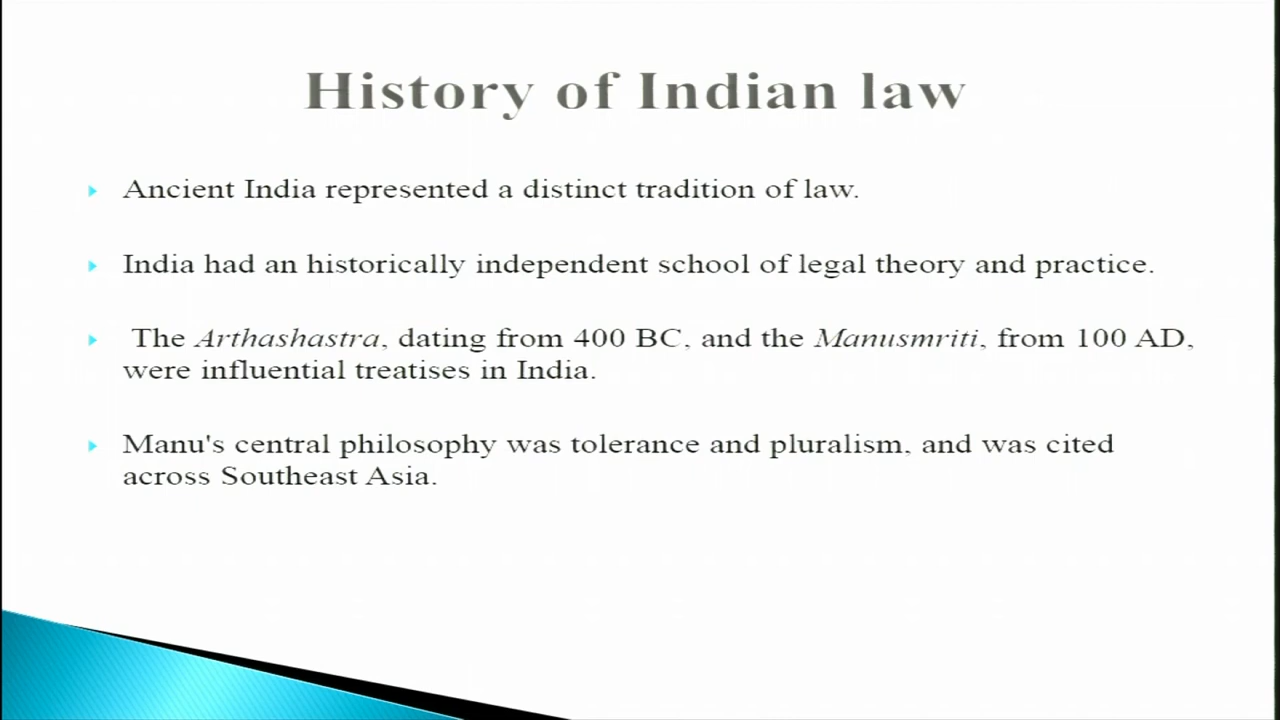 History of Indian law
Ancient India represented a distinct tradition of law.
India had an historically independent school of legal theory and practice.
The Arthashastra, dating from 400 BC, and the Manusmriti, from 100 AD,
were influential treatises in India.
Manu's central philosophy was tolerance and pluralism, and was cited
across Southeast Asia.